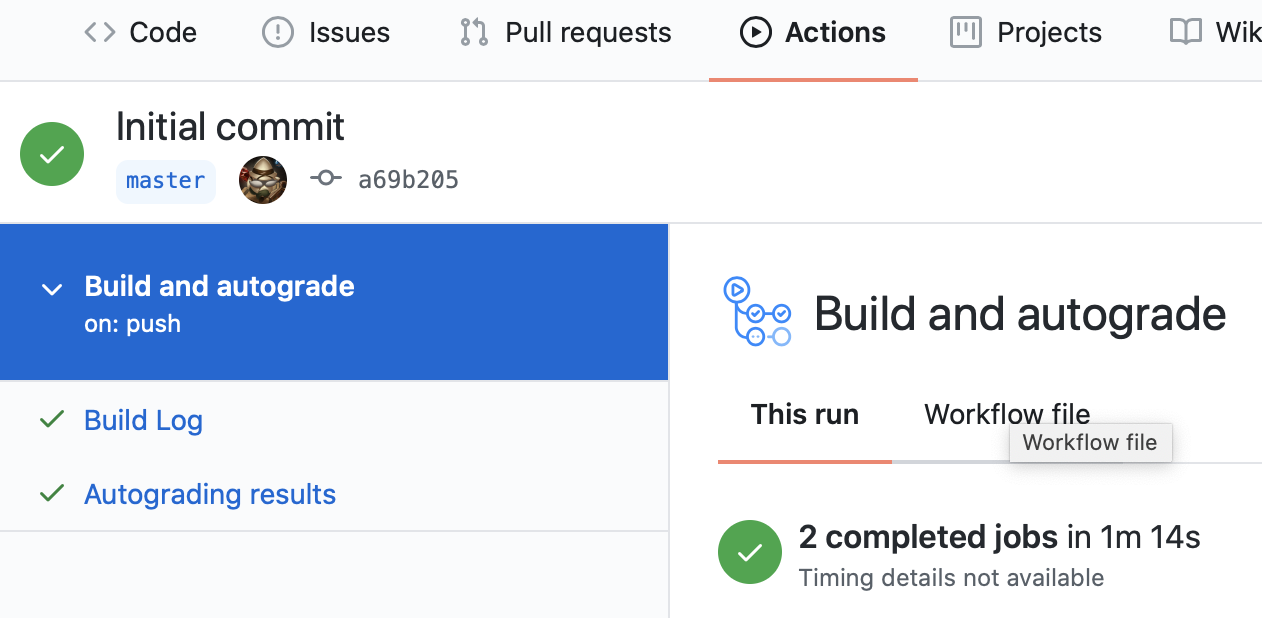 Code Issues Pull requests Actions Projects Wik
Initial commit
master a69b205
Build and autograde
on: push
Build Log
Autograding results
Build and autograde
This run Workflow file
Workflow file
2 completed jobs in 1m 14s
Timing details not available